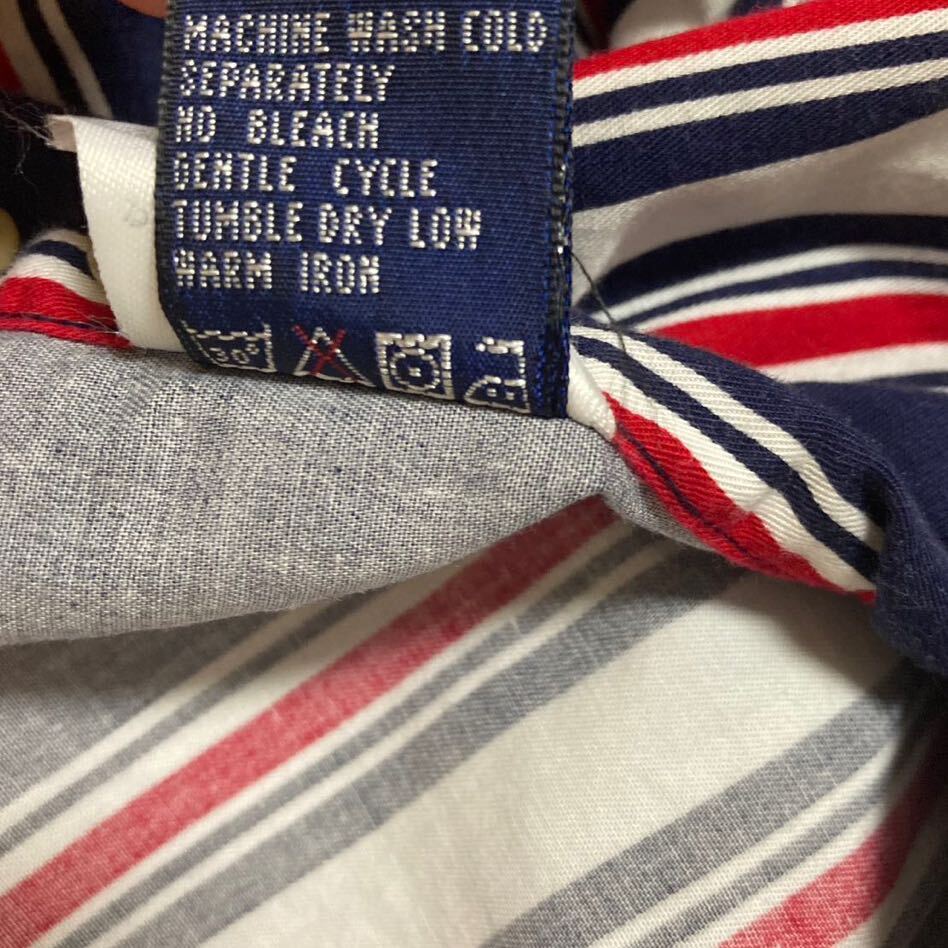 MACHINE WASH COLD
SEPARATELY
NO BLEACH
GENTLE CYCLE
TUMBLE DRY LOW
WARM IRON
30°